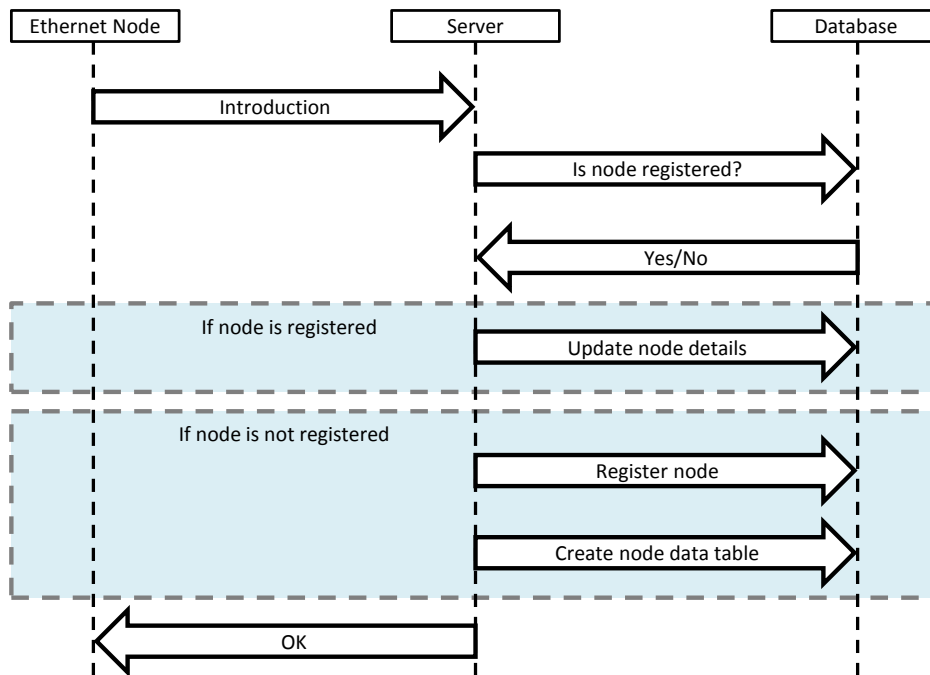 Ethernet Node
Server
Database
Introduction
Is node registered?
Yes/No
If node is registered
Update node details
If node is not registered
Register node
Create node data table
OK